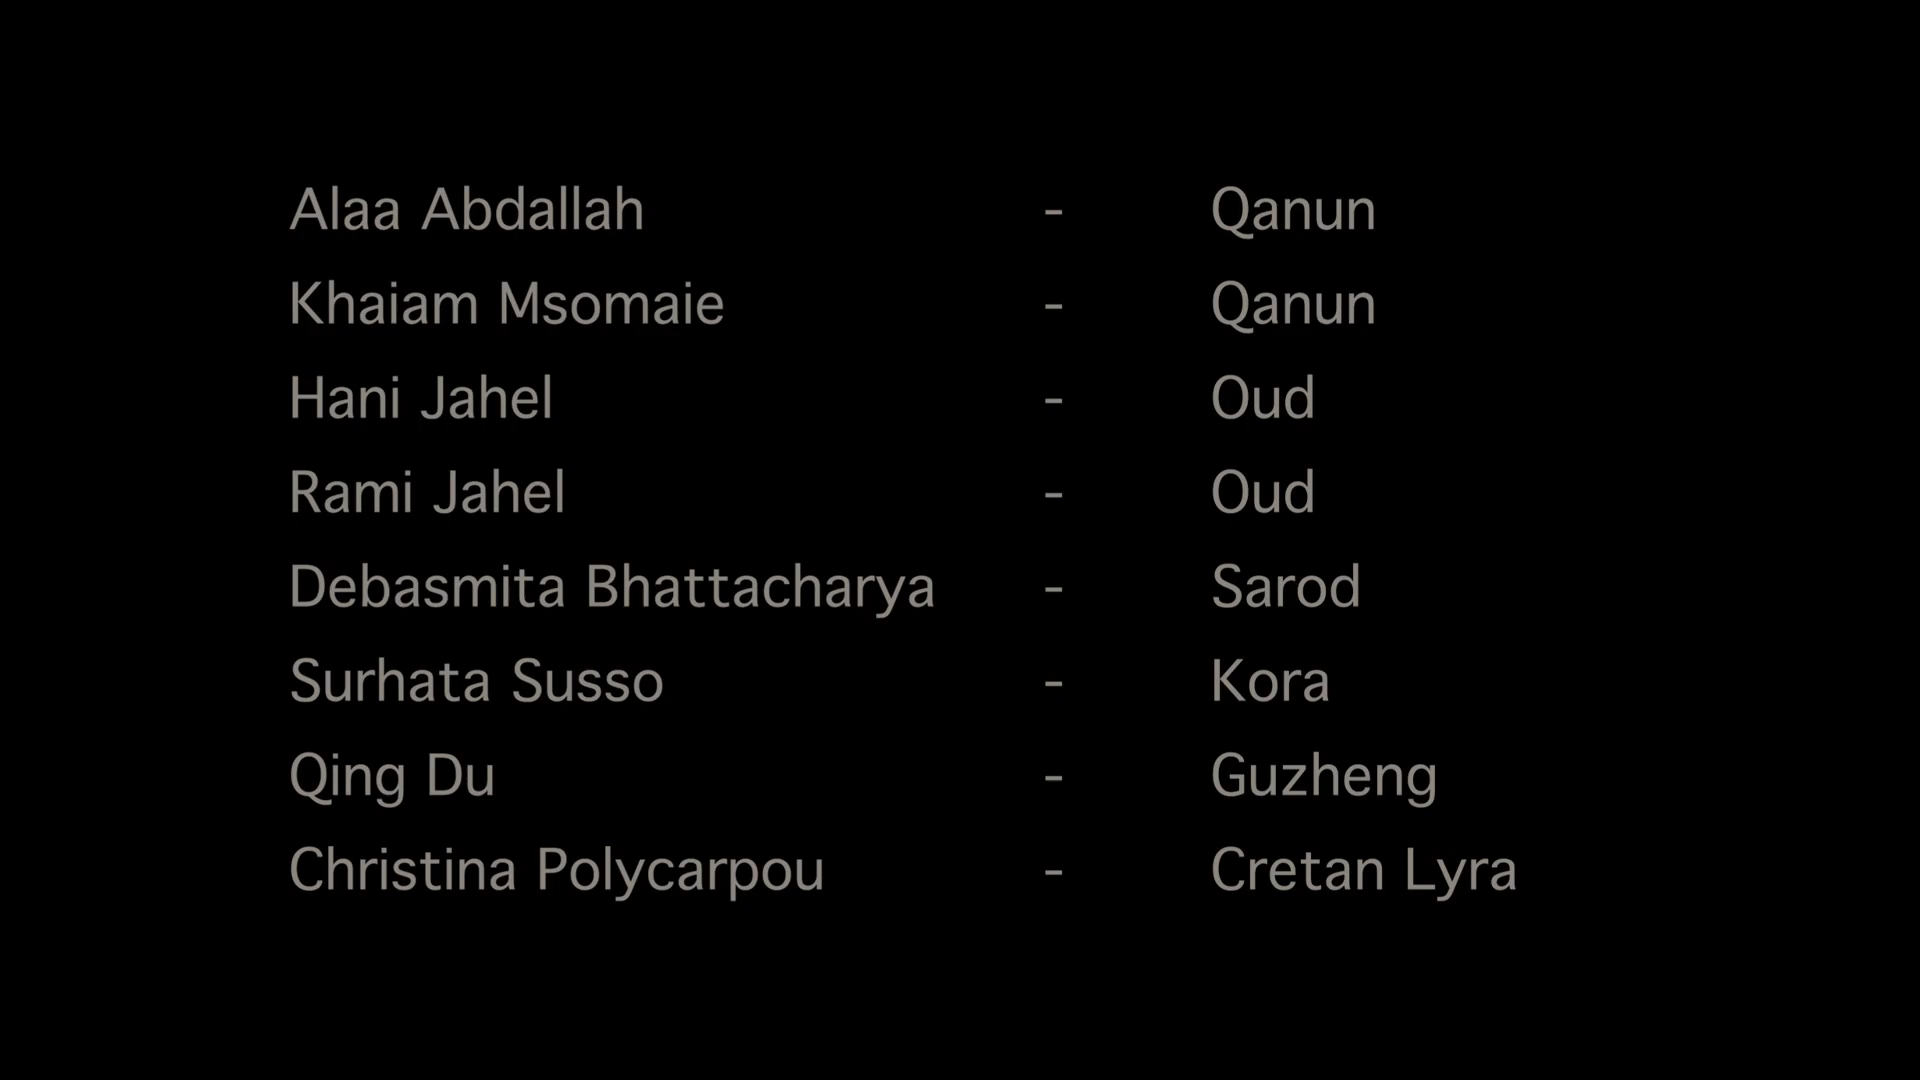 Alaa Abdallah - Qanun
Khaiam Msomaie - Qanun
Hani Jahel - Oud
Rami Jahel - Oud
Debasmita Bhattacharya - Sarod
Surhata Susso - Kora
Qing Du - Guzheng
Christina Polycarpou - Cretan Lyra